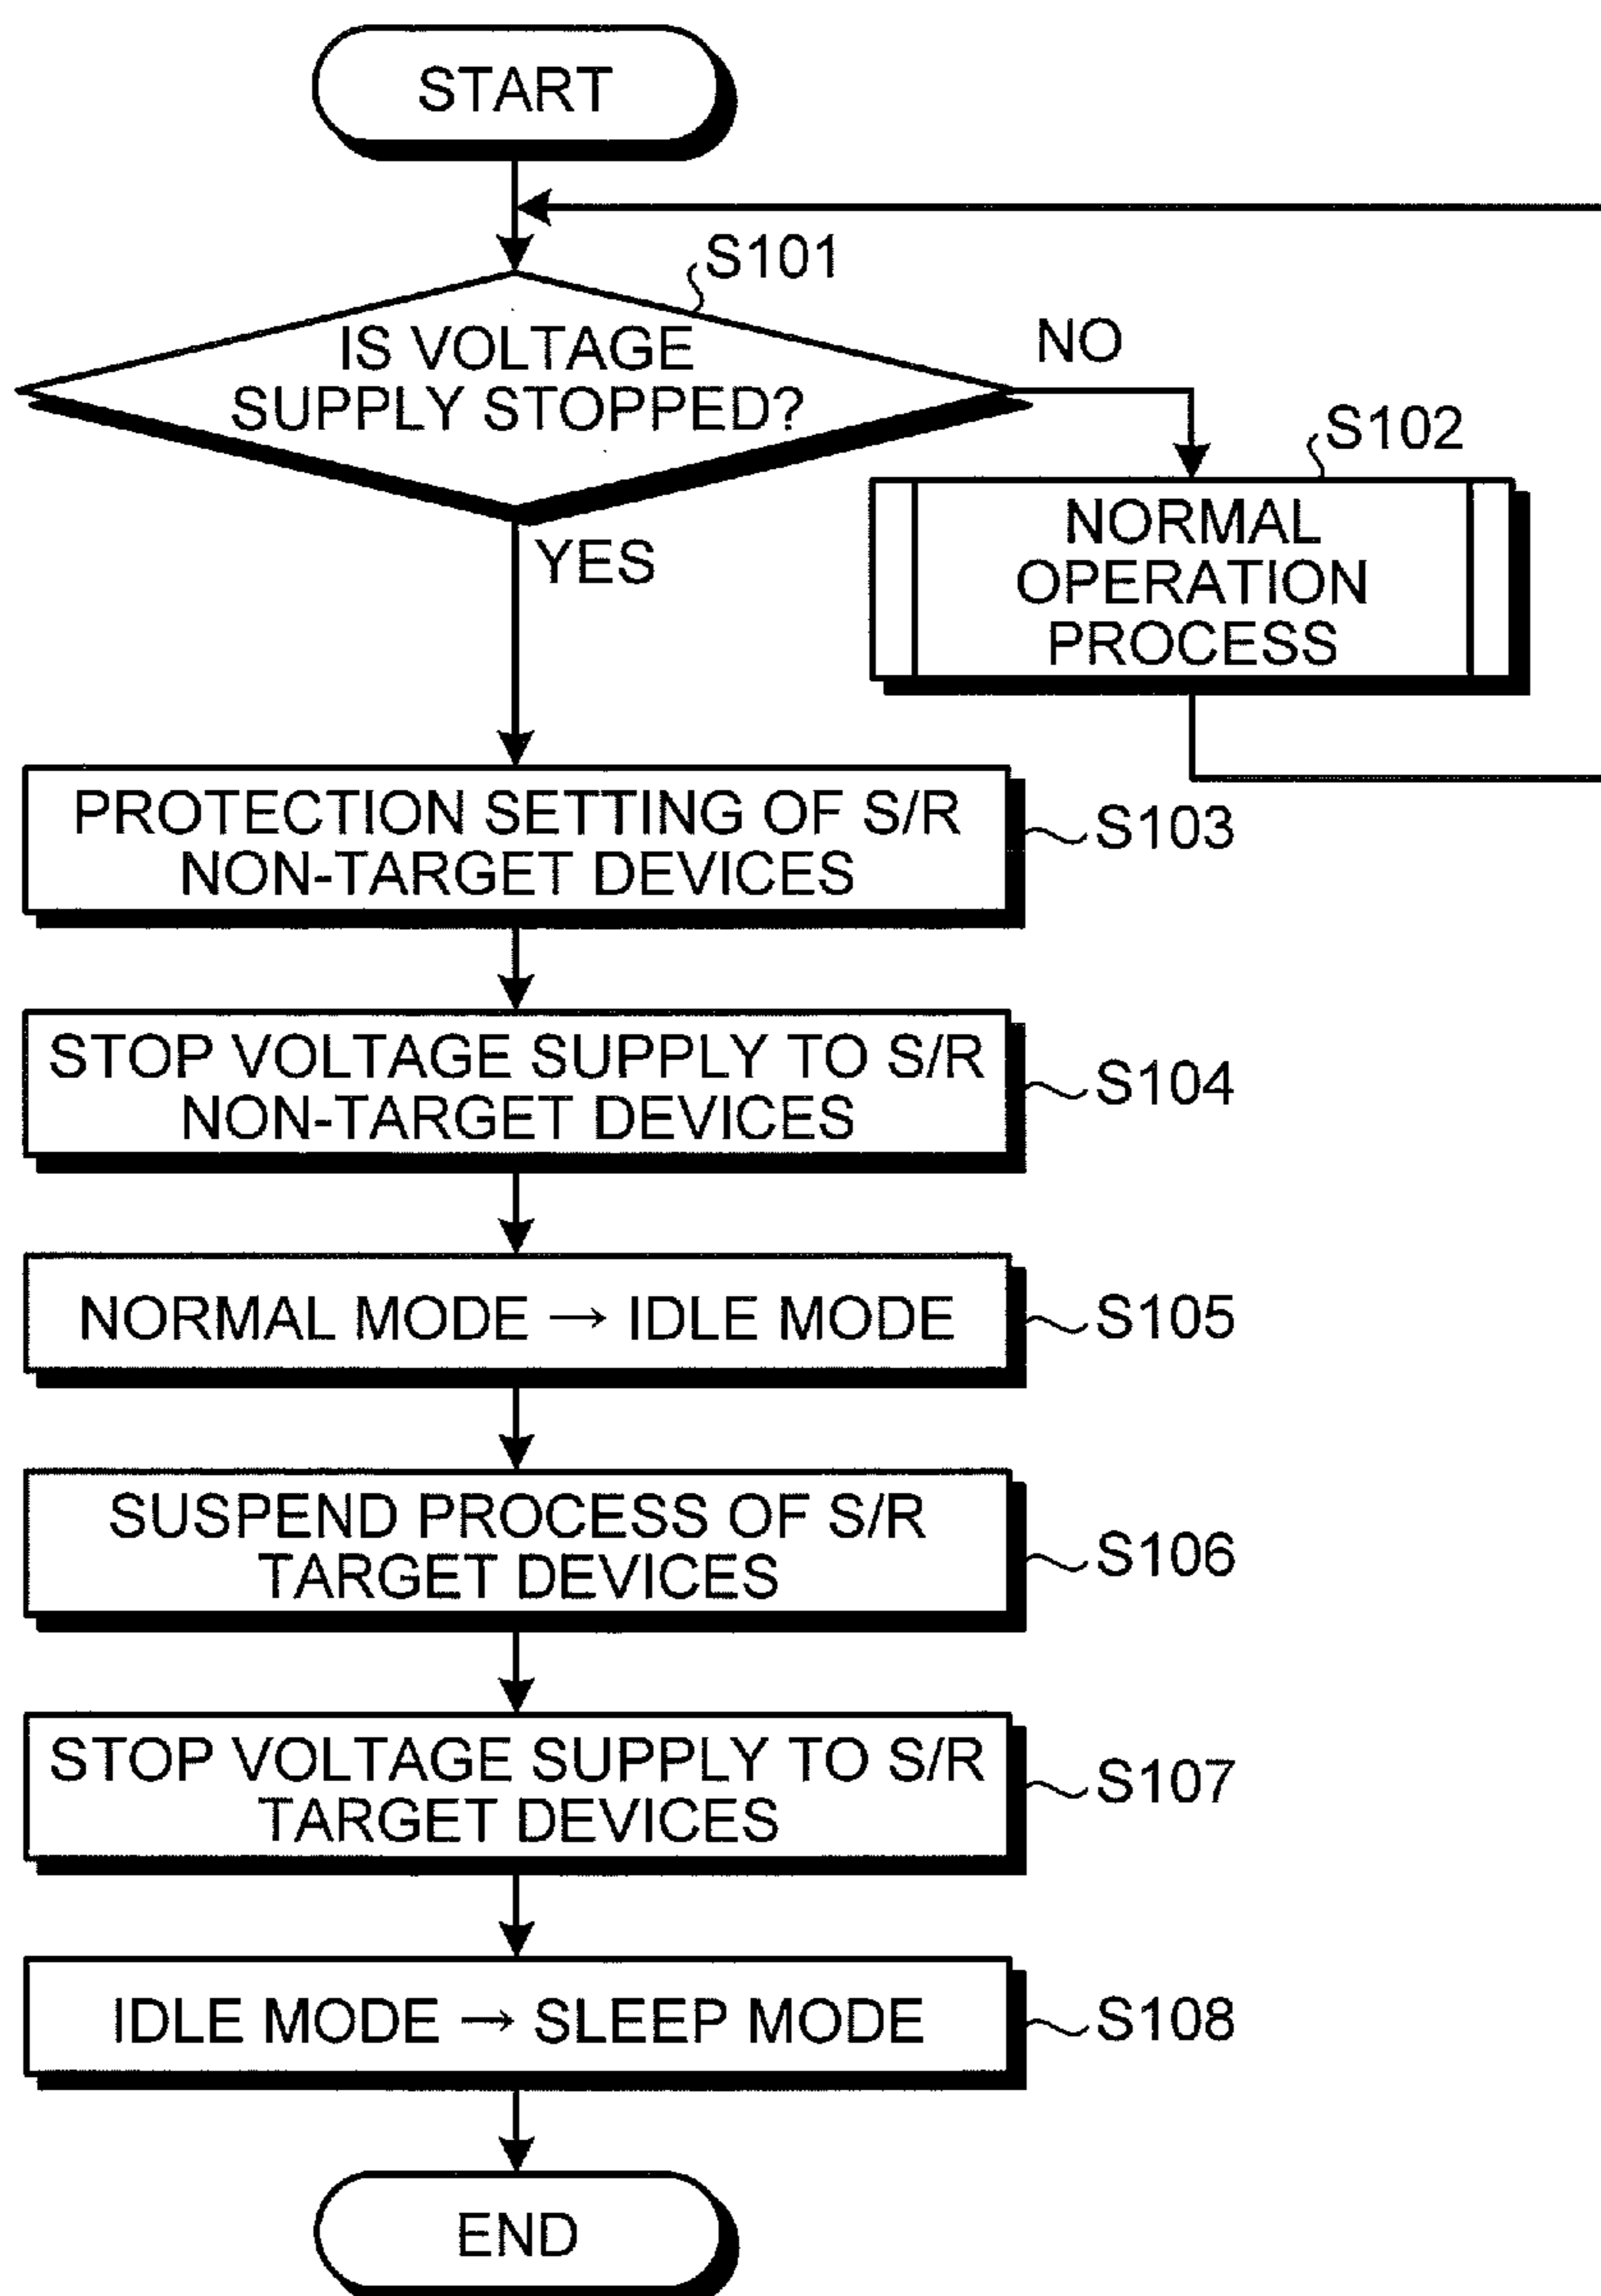 START
S101
IS VOLTAGE
SUPPLY STOPPED?
NO
S102
NORMAL
OPERATION
PROCESS
YES
PROTECTION SETTING OF S/R
NON-TARGET DEVICES
S103
STOP VOLTAGE SUPPLY TO S/R
NON-TARGET DEVICES
S104
NORMAL MODE → IDLE MODE
S105
SUSPEND PROCESS OF S/R
TARGET DEVICES
S106
STOP VOLTAGE SUPPLY TO S/R
TARGET DEVICES
S107
IDLE MODE → SLEEP MODE
S108
END